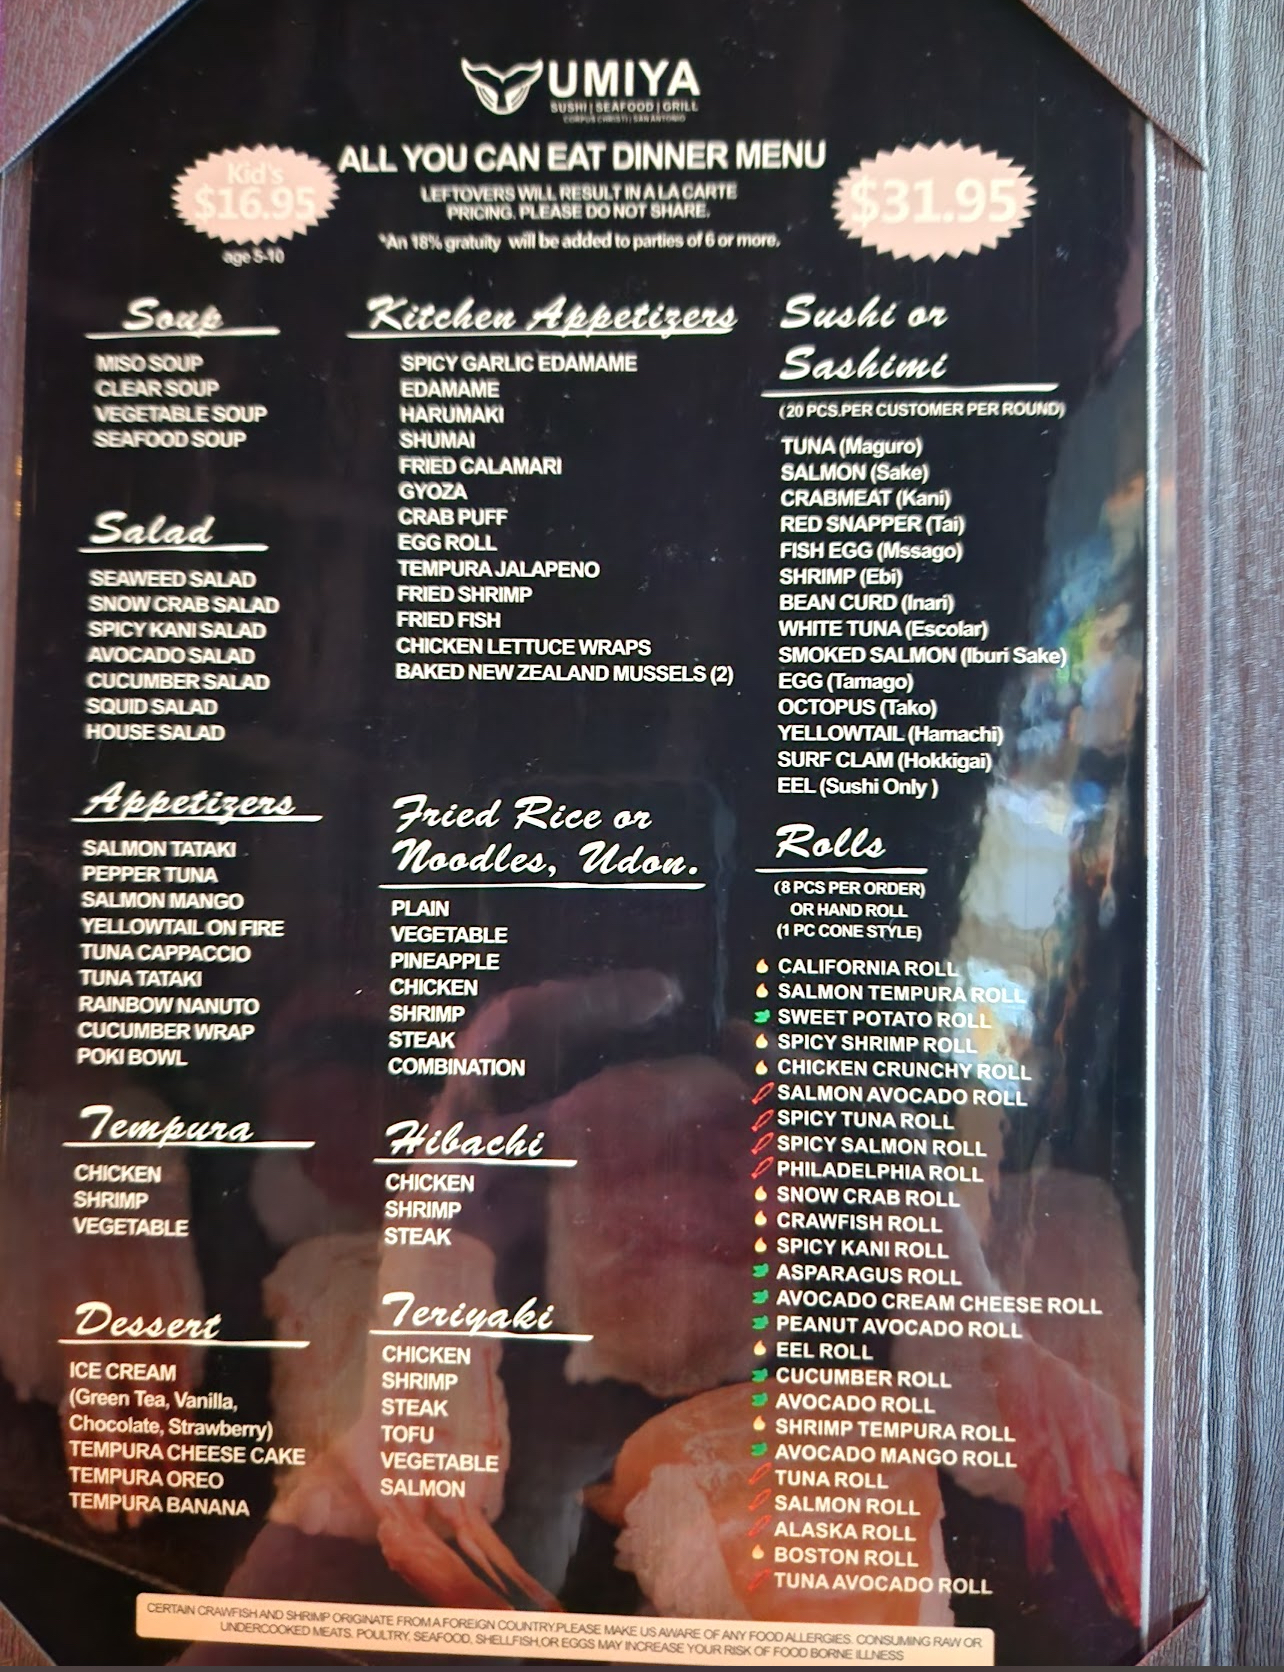 UMIYA
SUSHI | SEAFOOD | GRILL
CORPUS CHRISTI | SAN ANTONIO
ALL YOU CAN EAT DINNER MENU
Kid's
$16.95
age 5-10
LEFTOVERS WILL RESULT IN A LA CARTE
PRICING. PLEASE DO NOT SHARE.
*An 18% gratuity will be added to parties of 6 or more.
$31.95
Soup
MISO SOUP
CLEAR SOUP
VEGETABLE SOUP
SEAFOOD SOUP
Salad
SEAWEED SALAD
SNOW CRAB SALAD
SPICY KANI SALAD
AVOCADO SALAD
CUCUMBER SALAD
SQUID SALAD
HOUSE SALAD
Appetizers
SALMON TATAKI
PEPPER TUNA
SALMON MANGO
YELLOWTAIL ON FIRE
TUNA CAPPACCIO
TUNA TATAKI
RAINBOW NANUTO
CUCUMBER WRAP
POKI BOWL
Tempura
CHICKEN
SHRIMP
VEGETABLE
Dessert
ICE CREAM
(Green Tea, Vanilla,
Chocolate, Strawberry)
TEMPURA CHEESE CAKE
TEMPURA OREO
TEMPURA BANANA
Kitchen Appetizers
SPICY GARLIC EDAMAME
EDAMAME
HARUMAKI
SHUMAI
FRIED CALAMARI
GYOZA
CRAB PUFF
EGG ROLL
TEMPURA JALAPENO
FRIED SHRIMP
FRIED FISH
CHICKEN LETTUCE WRAPS
BAKED NEW ZEALAND MUSSELS (2)
Fried Rice or
Noodles, Udon.
PLAIN
VEGETABLE
PINEAPPLE
CHICKEN
SHRIMP
STEAK
COMBINATION
Hibachi
CHICKEN
SHRIMP
STEAK
Teriyaki
CHICKEN
SHRIMP
STEAK
TOFU
VEGETABLE
SALMON
Sushi or
Sashimi
(20 PCS.PER CUSTOMER PER ROUND)
TUNA (Maguro)
SALMON (Sake)
CRABMEAT (Kani)
RED SNAPPER (Tai)
FISH EGG (Mssago)
SHRIMP (Ebi)
BEAN CURD (Inari)
WHITE TUNA (Escolar)
SMOKED SALMON (Iburi Sake)
EGG (Tamago)
OCTOPUS (Tako)
YELLOWTAIL (Hamachi)
SURF CLAM (Hokkigai)
EEL (Sushi Only )
Rolls
(8 PCS PER ORDER)
OR HAND ROLL
(1 PC CONE STYLE)
CALIFORNIA ROLL
SALMON TEMPURA ROLL
SWEET POTATO ROLL
SPICY SHRIMP ROLL
CHICKEN CRUNCHY ROLL
SALMON AVOCADO ROLL
SPICY TUNA ROLL
SPICY SALMON ROLL
PHILADELPHIA ROLL
SNOW CRAB ROLL
CRAWFISH ROLL
SPICY KANI ROLL
ASPARAGUS ROLL
AVOCADO CREAM CHEESE ROLL
PEANUT AVOCADO ROLL
EEL ROLL
CUCUMBER ROLL
AVOCADO ROLL
SHRIMP TEMPURA ROLL
AVOCADO MANGO ROLL
TUNA ROLL
SALMON ROLL
ALASKA ROLL
BOSTON ROLL
TUNA AVOCADO ROLL
CERTAIN CRAWFISH AND SHRIMP ORIGINATE FROM A FOREIGN COUNTRY.PLEASE MAKE US AWARE OF ANY FOOD ALLERGIES. CONSUMING RAW OR
UNDERCOOKED MEATS, POULTRY, SEAFOOD, SHELLFISH,OR EGGS MAY INCREASE YOUR RISK OF FOOD BORNE ILLNESS